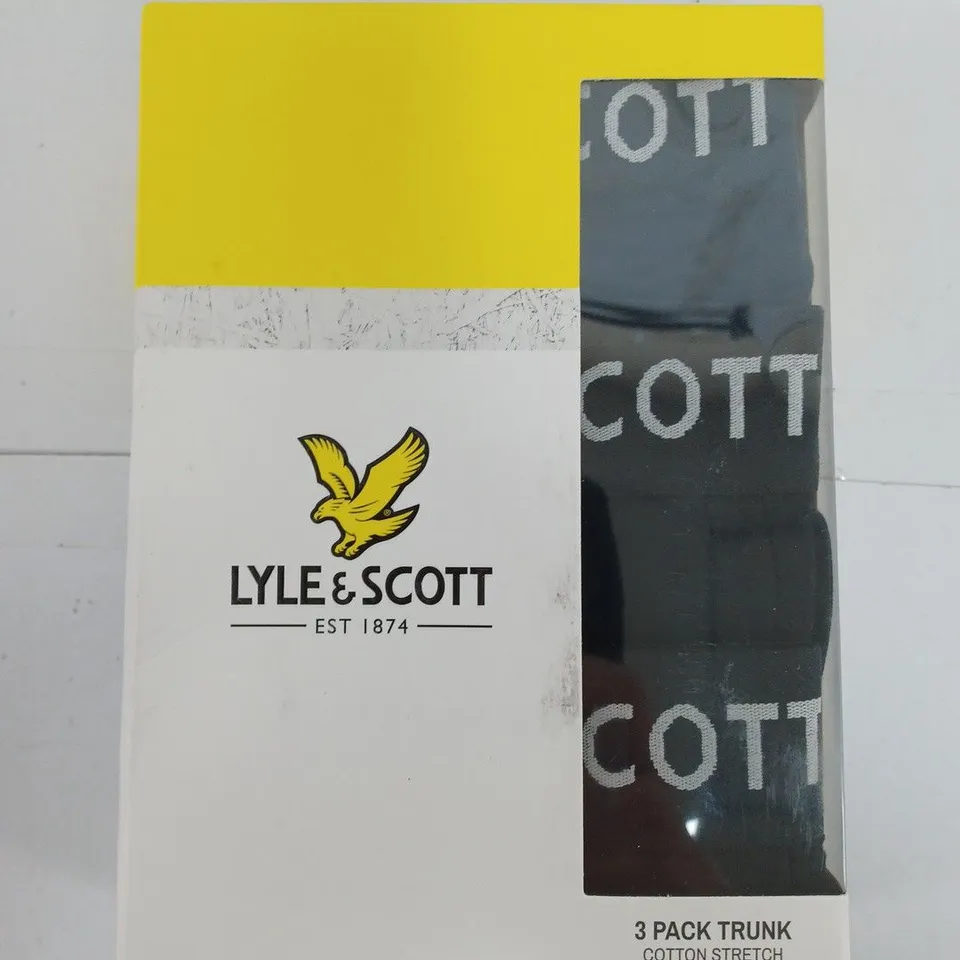 COTT
COTT
LYLE & SCOTT
EST 1874
COTT
3 PACK TRUNK
COTTON STRETCH